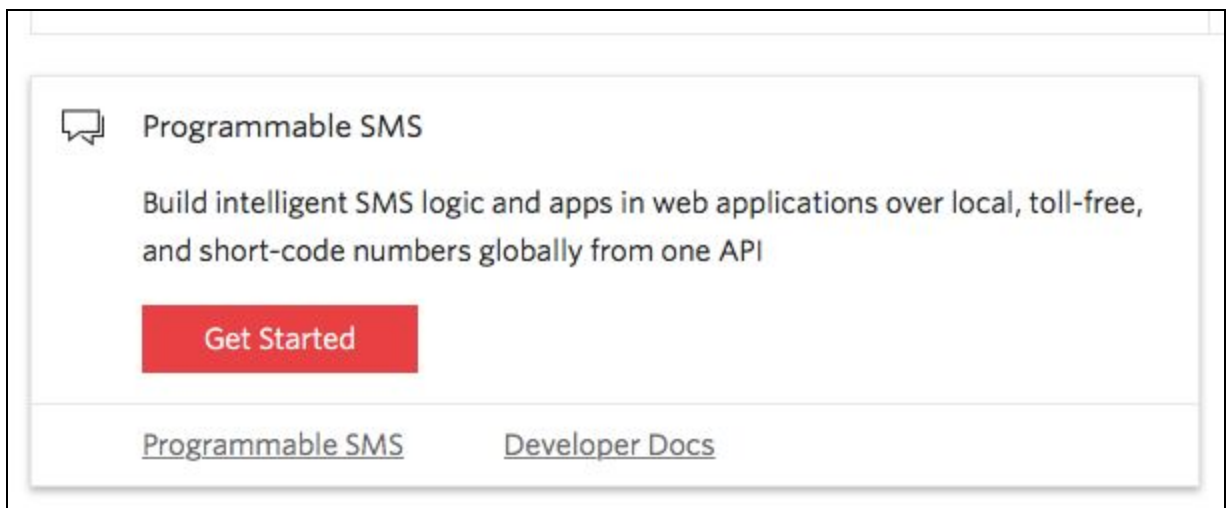 Programmable SMS
Build intelligent SMS logic and apps in web applications over local, toll-free,
and short-code numbers globally from one API
Get Started
Programmable SMS
Developer Docs